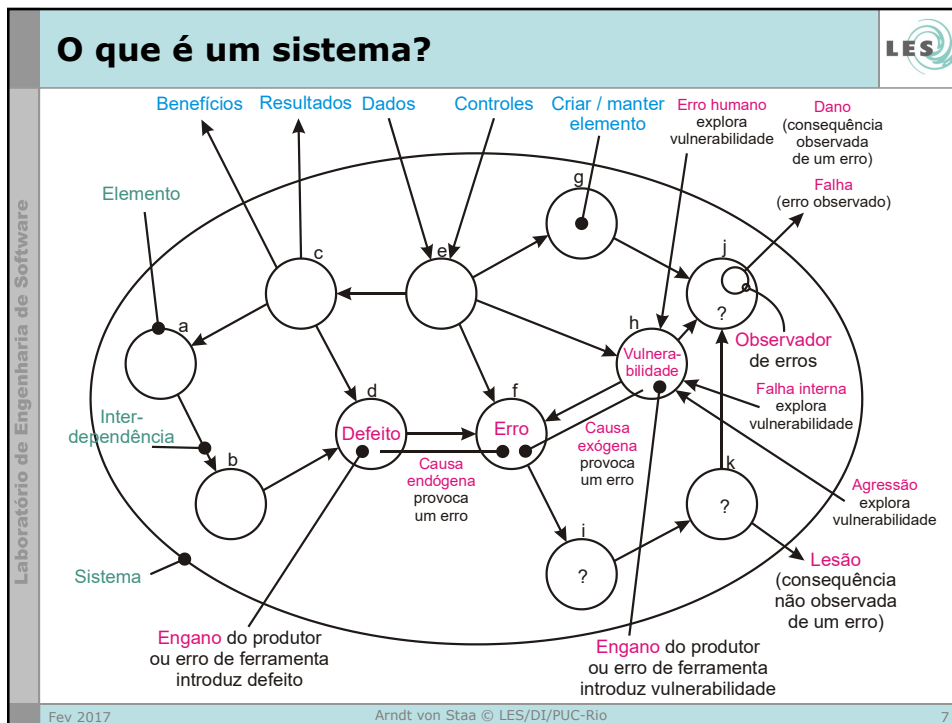 O que é um sistema?
LES
Laboratório de Engenharia de Software
Benefícios
Resultados
Dados
Controles
Criar / manter
elemento
Erro humano
explora
vulnerabilidade
Dano
(consequência
observada
de um erro)
Falha
(erro observado)
Elemento
g
c
e
j
?
a
h
Vulnera-
bilidade
Observador
de erros
Falha interna
explora
vulnerabilidade
Inter-
dependência
d
Defeito
f
Erro
b
Causa
endógena
provoca
um erro
Causa
exógena
provoca
um erro
k
?
Agressão
explora
vulnerabilidade
i
?
Sistema
Lesão
(consequência
não observada
de um erro)
Engano do produtor
ou erro de ferramenta
introduz defeito
Engano do produtor
ou erro de ferramenta
introduz vulnerabilidade
Fev 2017
Arndt von Staa © LES/DI/PUC-Rio
7